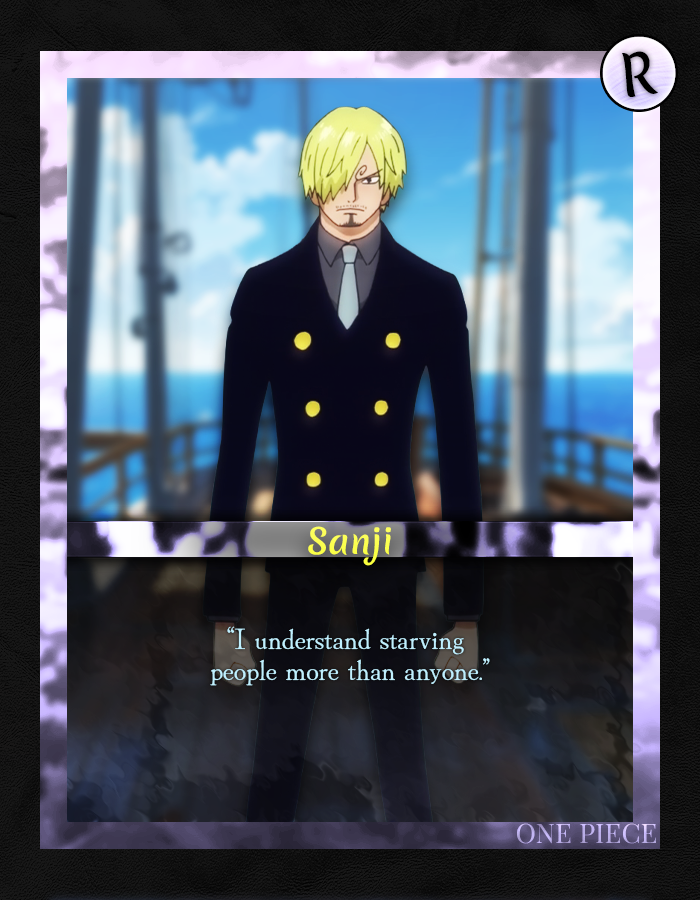 R
Sanji
“I understand starving
people more than anyone.”
ONE PIECE